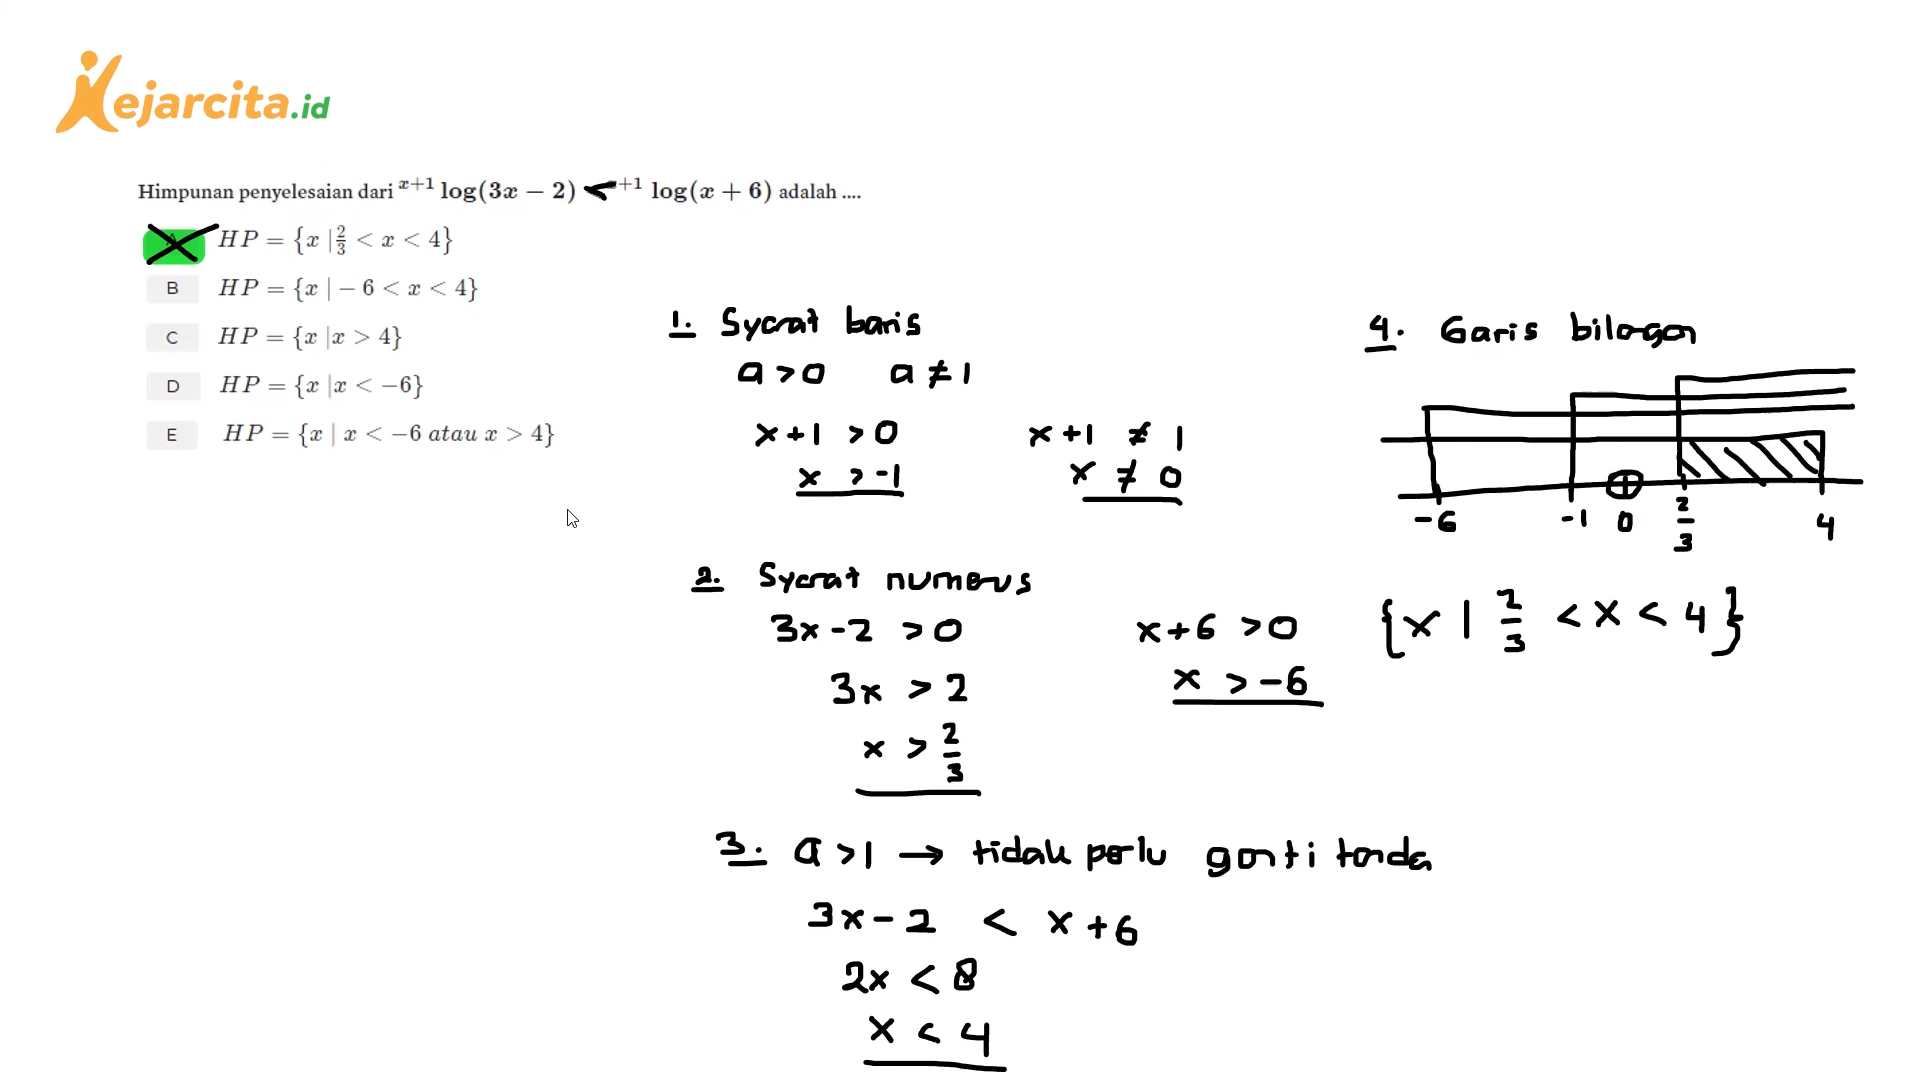 Kejarcita.id
Himpunan penyelesaian dari ˣ⁺¹ log(3x − 2) < ⁺¹ log(x + 6) adalah ....
A HP = {x | 2/3 < x < 4}
B HP = {x | − 6 < x < 4}
C HP = {x |x > 4}
D HP = {x |x < −6}
E HP = {x | x < −6 atau x > 4}
1. Syarat baris
a > 0 a ≠ 1
x + 1 > 0 x + 1 ≠ 1
x > -1 x ≠ 0
2. Syarat numerus
3x - 2 > 0 x + 6 > 0
3x > 2 x > -6
x > 2/3
3. a > 1 → tidak perlu ganti tanda
3x - 2 < x + 6
2x < 8
x < 4
4. Garis bilangan
-6 -1 0 2/3 4
{x | 2/3 < x < 4}